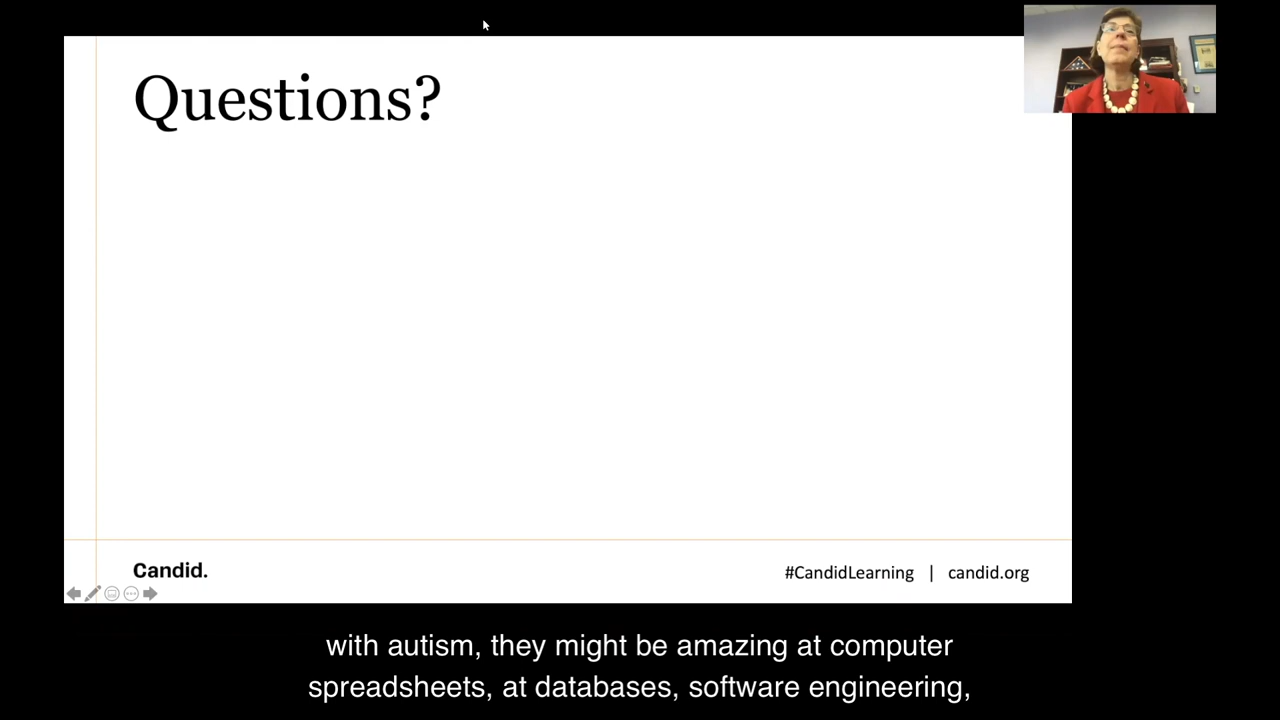 Questions?
Candid.
#CandidLearning | candid.org
with autism, they might be amazing at computer
spreadsheets, at databases, software engineering,